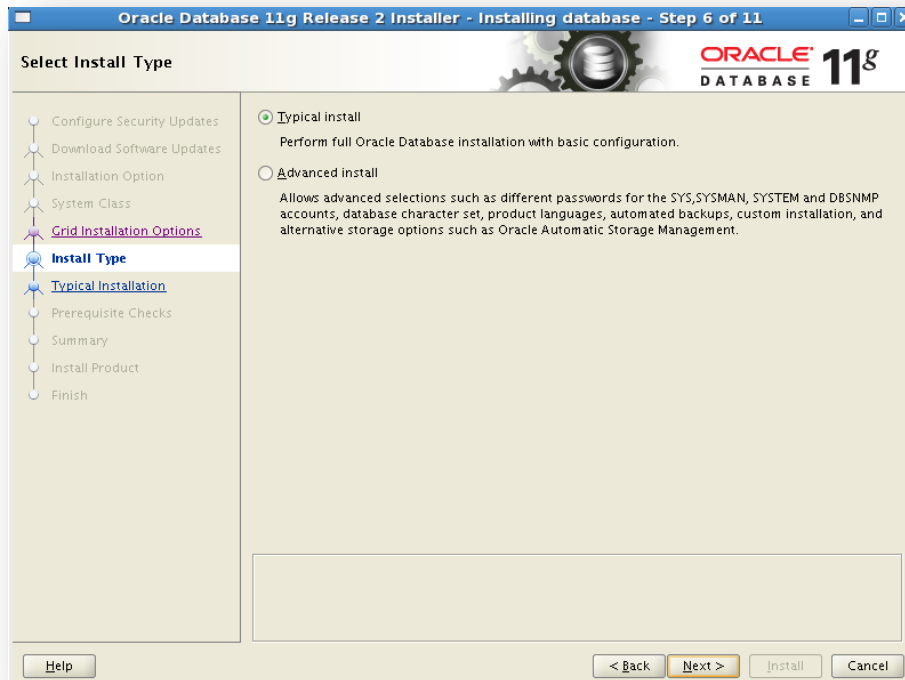 Oracle Database 11g Release 2 Installer - Installing database - Step 6 of 11
Select Install Type
ORACLE
DATABASE
11g
Configure Security Updates
Download Software Updates
Installation Option
System Class
Grid Installation Options
Install Type
Typical Installation
Prerequisite Checks
Summary
Install Product
Finish
Typical install
Perform full Oracle Database installation with basic configuration.
Advanced install
Allows advanced selections such as different passwords for the SYS,SYSMAN, SYSTEM and DBSNMP
accounts, database character set, product languages, automated backups, custom installation, and
alternative storage options such as Oracle Automatic Storage Management.
Help
< Back
Next >
Install
Cancel